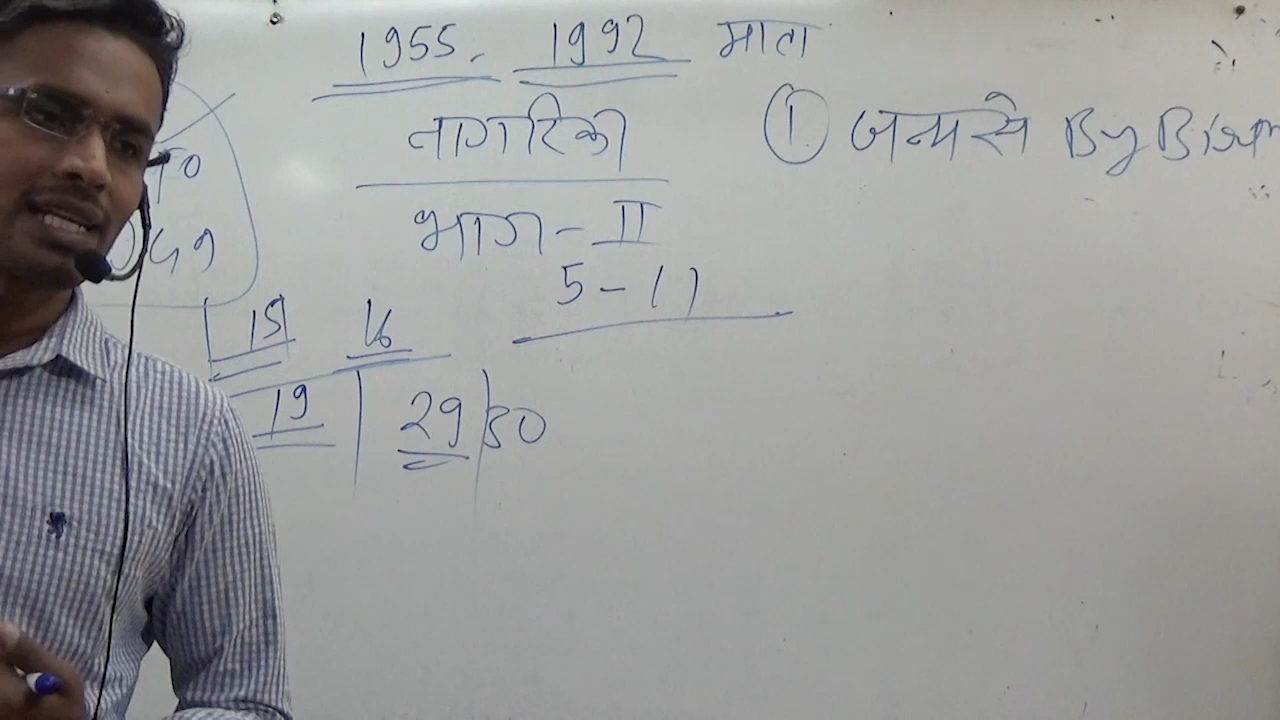 1955, 1992 माता
नागरिका
① जन्म से By Birth
भाग - II
5-11
15 16
19 29 30